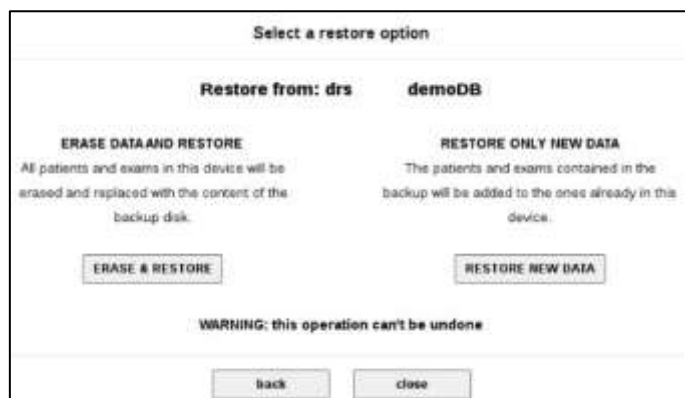 Select a restore option
Restore from: drs demoDB
ERASE DATA AND RESTORE
All patients and exams in this device will be
erased and replaced with the content of the
backup disk.
ERASE & RESTORE
RESTORE ONLY NEW DATA
The patients and exams contained in the
backup will be added to the ones already in this
device.
RESTORE NEW DATA
WARNING: this operation can't be undone
back
close